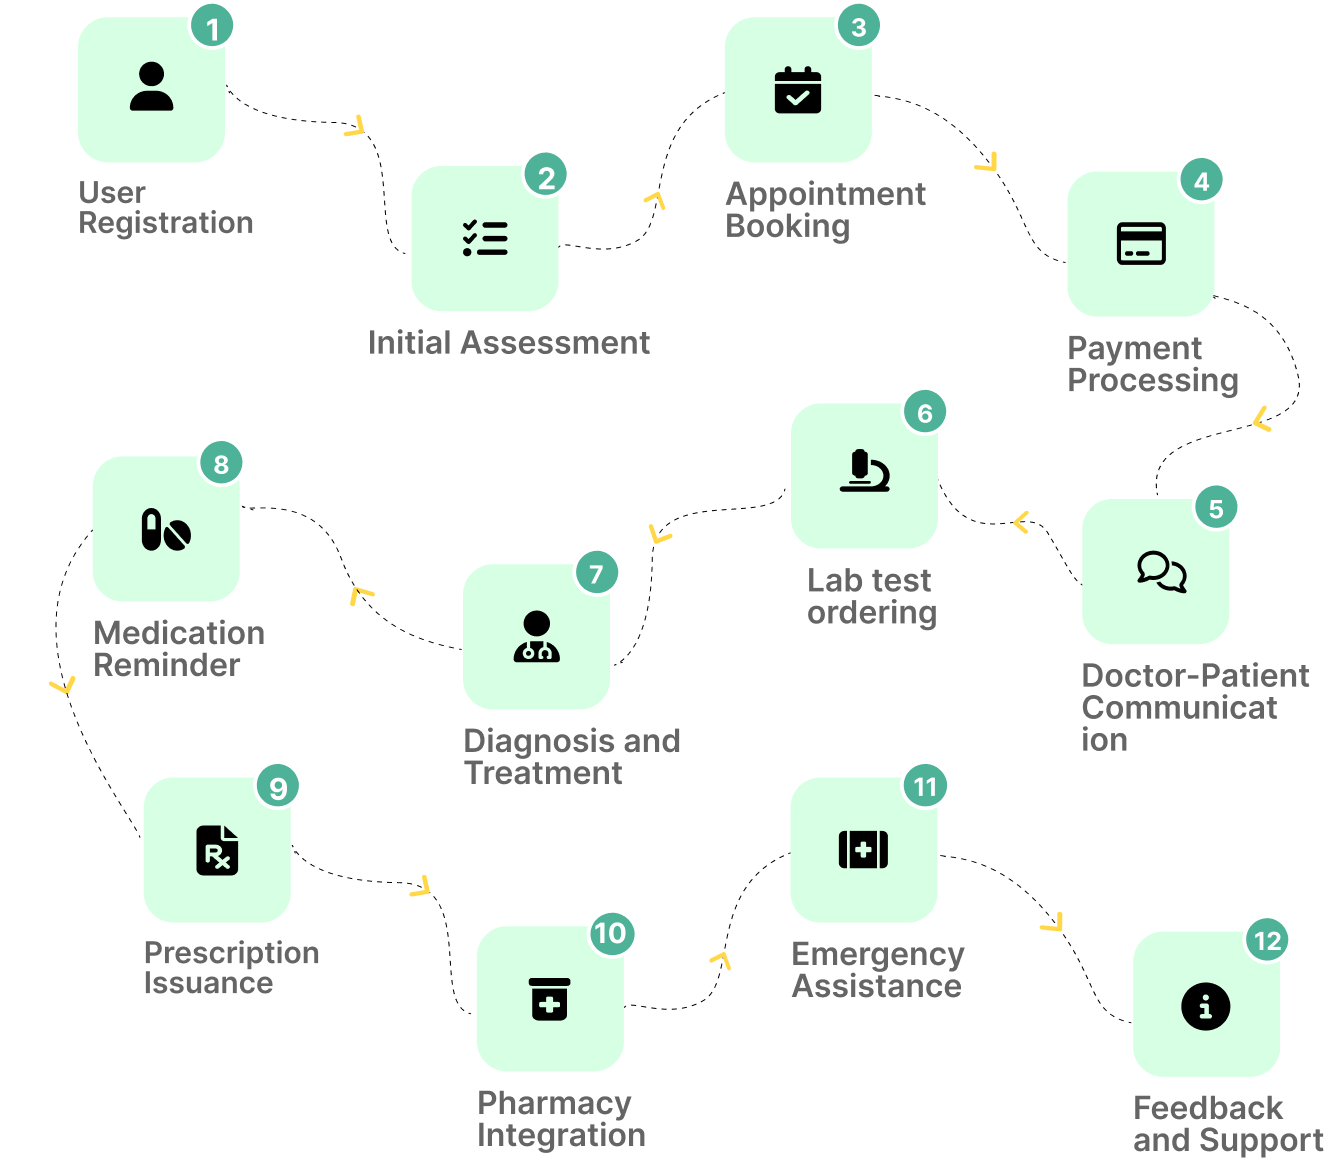 1
User
Registration
2
Initial Assessment
3
Appointment
Booking
4
Payment
Processing
5
Doctor-Patient
Communicat
ion
6
Lab test
ordering
7
Diagnosis and
Treatment
8
Medication
Reminder
9
Rx
Prescription
Issuance
10
Pharmacy
Integration
11
Emergency
Assistance
12
Feedback
and Support